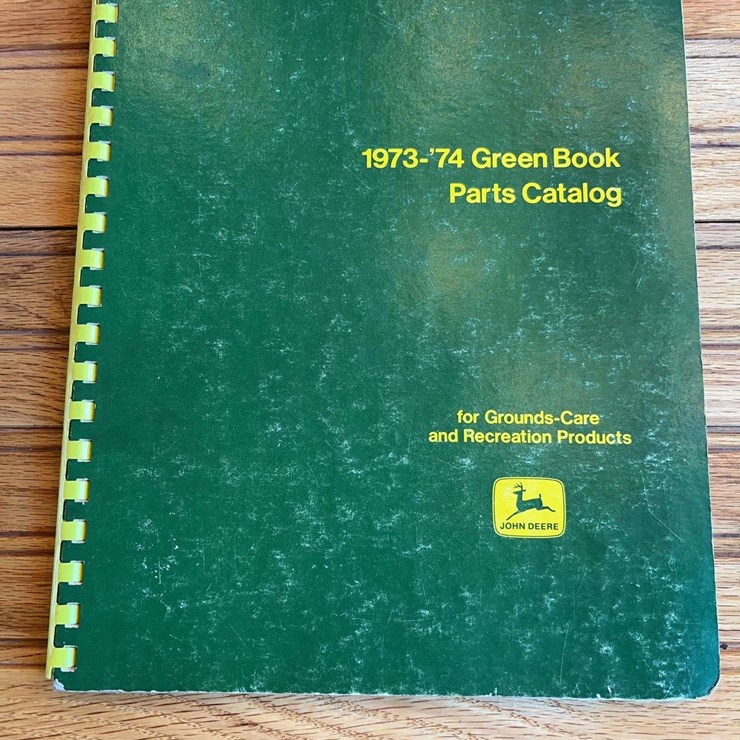 1973-'74 Green Book
Parts Catalog
for Grounds-Care
and Recreation Products
JOHN DEERE